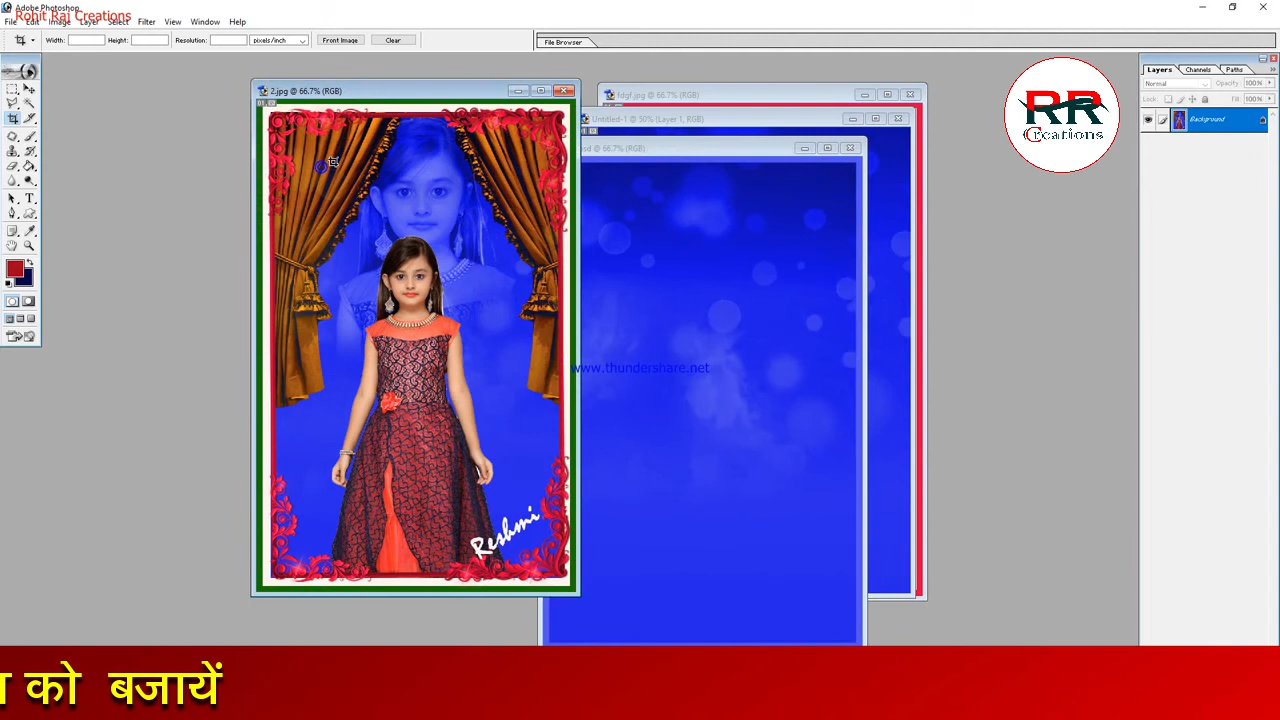 Adobe Photoshop
Rohit Raj Creations
File Edit Image Layer Select Filter View Window Help
Width: Height: Resolution: pixels/inch Front Image Clear File Browser
2.jpg @ 66.7% (RGB)
fdgf.jpg @ 66.7% (RGB)
Untitled-1 @ 50% (Layer 1, RGB)
sd @ 66.7% (RGB)
Layers Channels Paths
Normal Opacity: 100%
Lock: Fill: 100%
Background
RR
Creations
www.thundershare.net
Reshmi
को बजायें